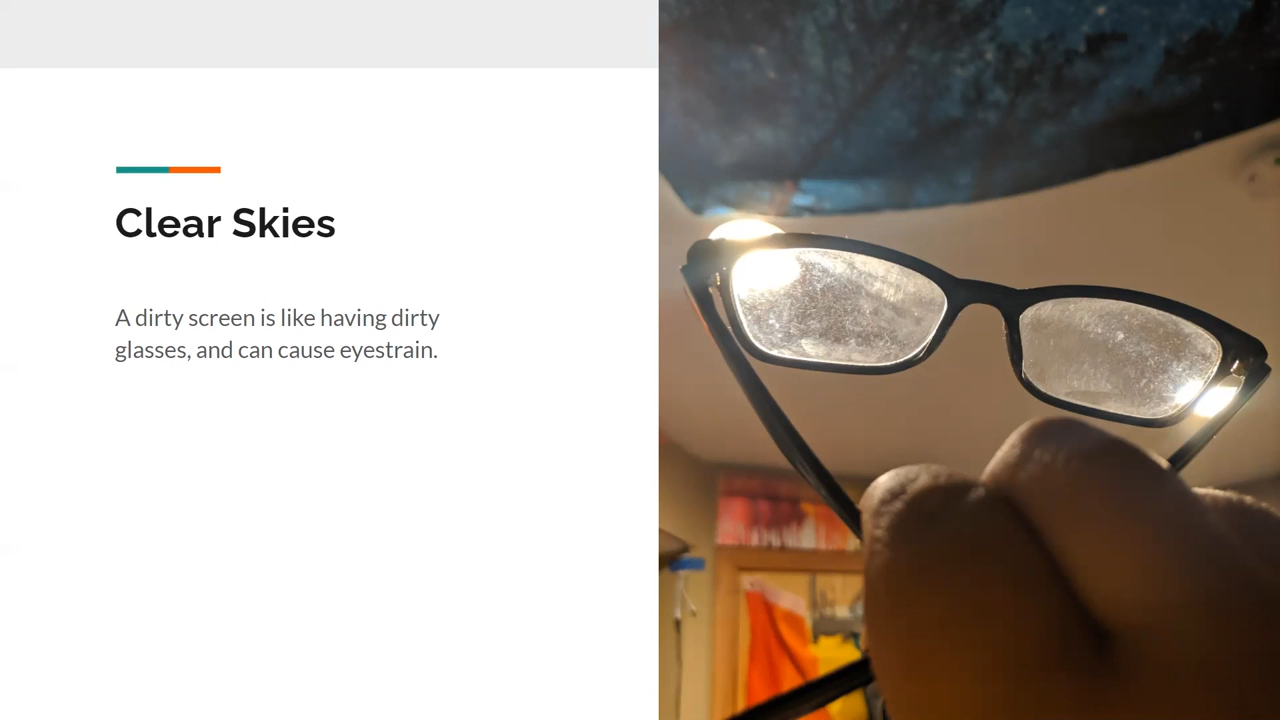 Clear Skies
A dirty screen is like having dirty
glasses, and can cause eyestrain.